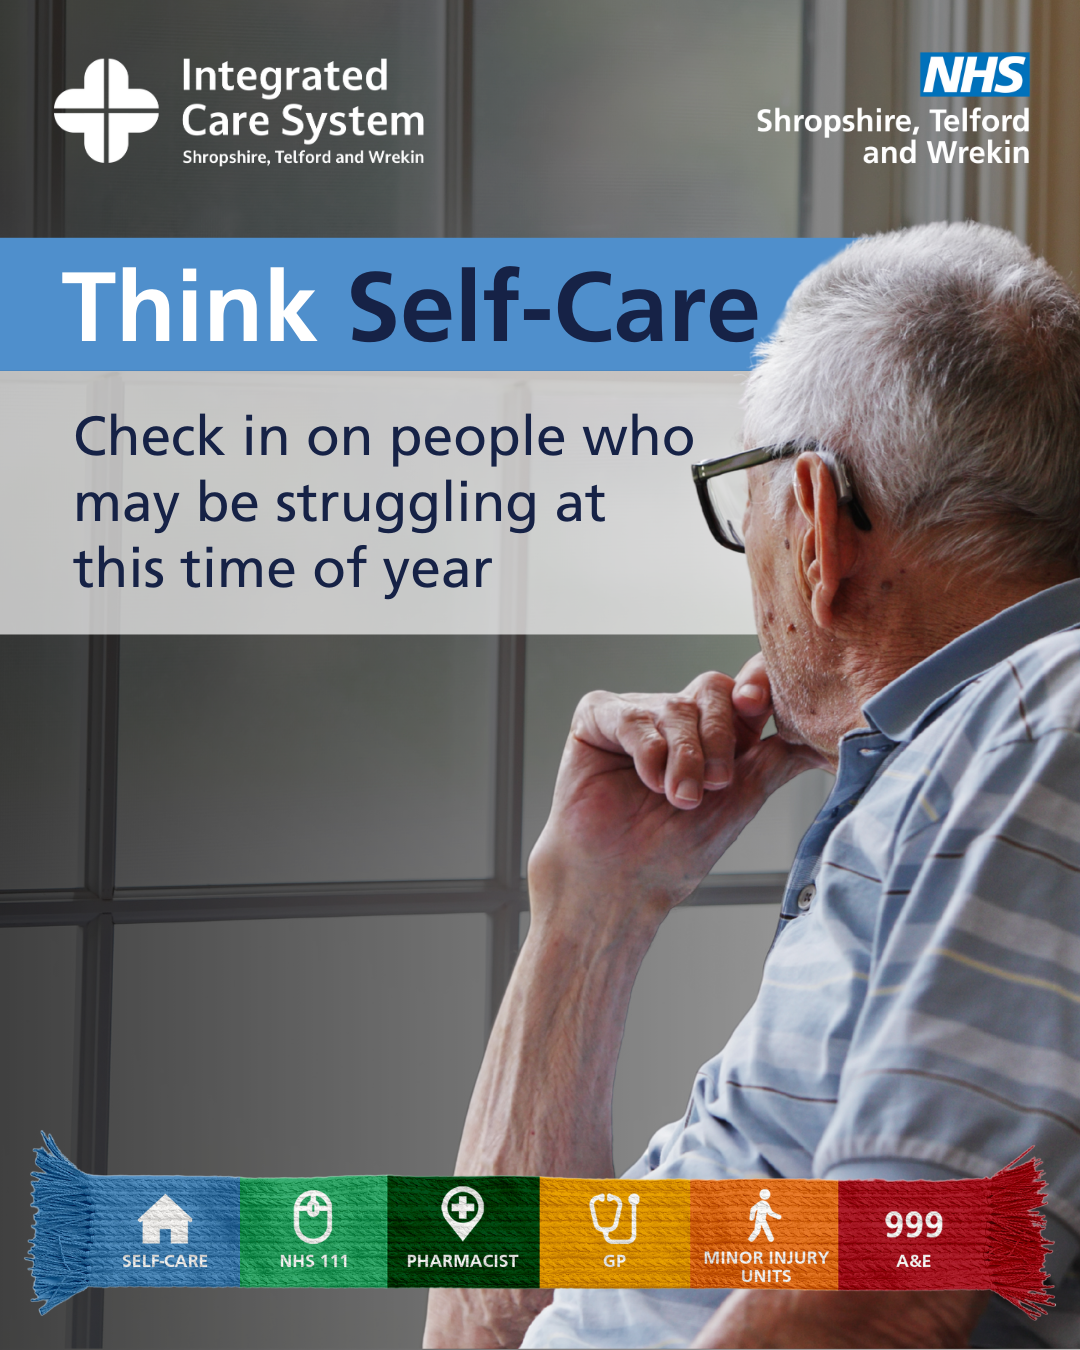 Integrated
Care System
Shropshire, Telford and Wrekin
NHS
Shropshire, Telford
and Wrekin
Think Self-Care
Check in on people who
may be struggling at
this time of year
SELF-CARE
NHS 111
PHARMACIST
GP
MINOR INJURY
UNITS
999
A&E